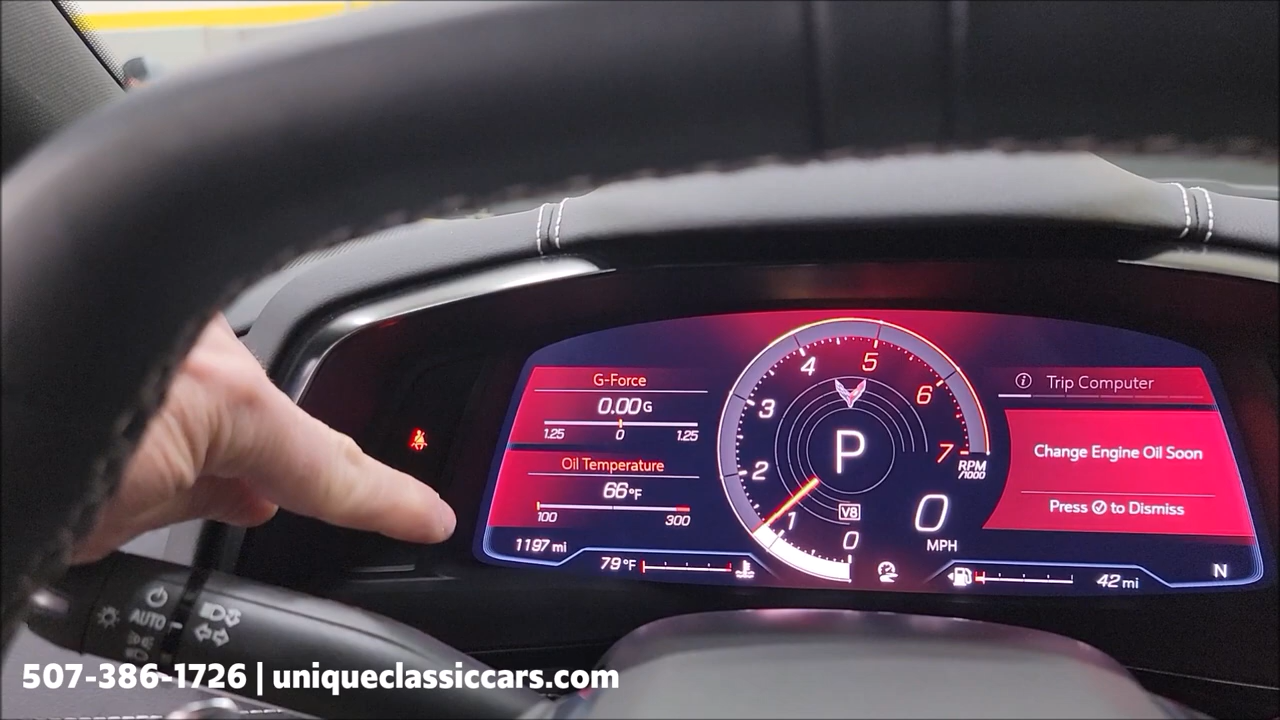 G-Force
0.00G
1.25 0 1.25
Oil Temperature
66°F
100 300
1197 mi
79°F
0 1 2 3 4 5 6 7
RPM
/1000
P
V8
0
MPH
Trip Computer
Change Engine Oil Soon
Press ✓ to Dismiss
42 mi
N
AUTO
507-386-1726 | uniqueclassiccars.com